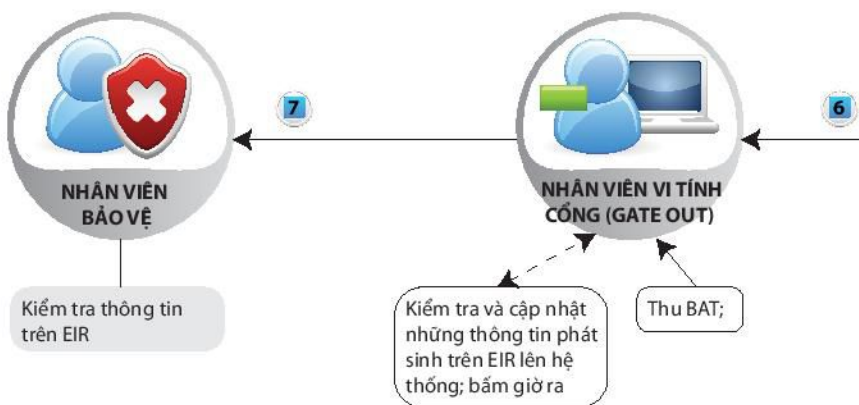 7
6
NHÂN VIÊN
BẢO VỆ
NHÂN VIÊN VI TÍNH
CỔNG (GATE OUT)
Kiểm tra thông tin
trên EIR
Kiểm tra và cập nhật
những thông tin phát
sinh trên EIR lên hệ
thống; bấm giờ ra
Thu BAT;